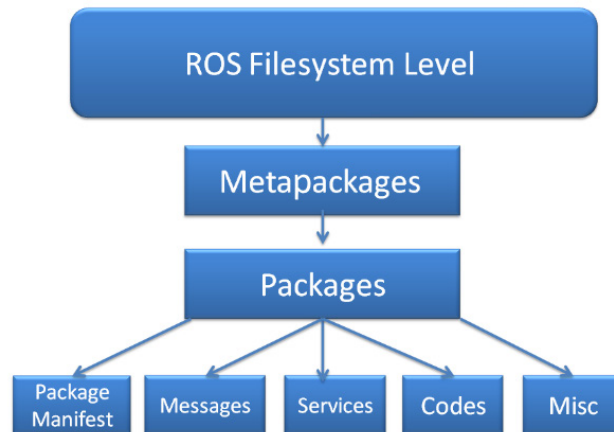 ROS Filesystem Level
Metapackages
Packages
Package
Manifest
Messages
Services
Codes
Misc